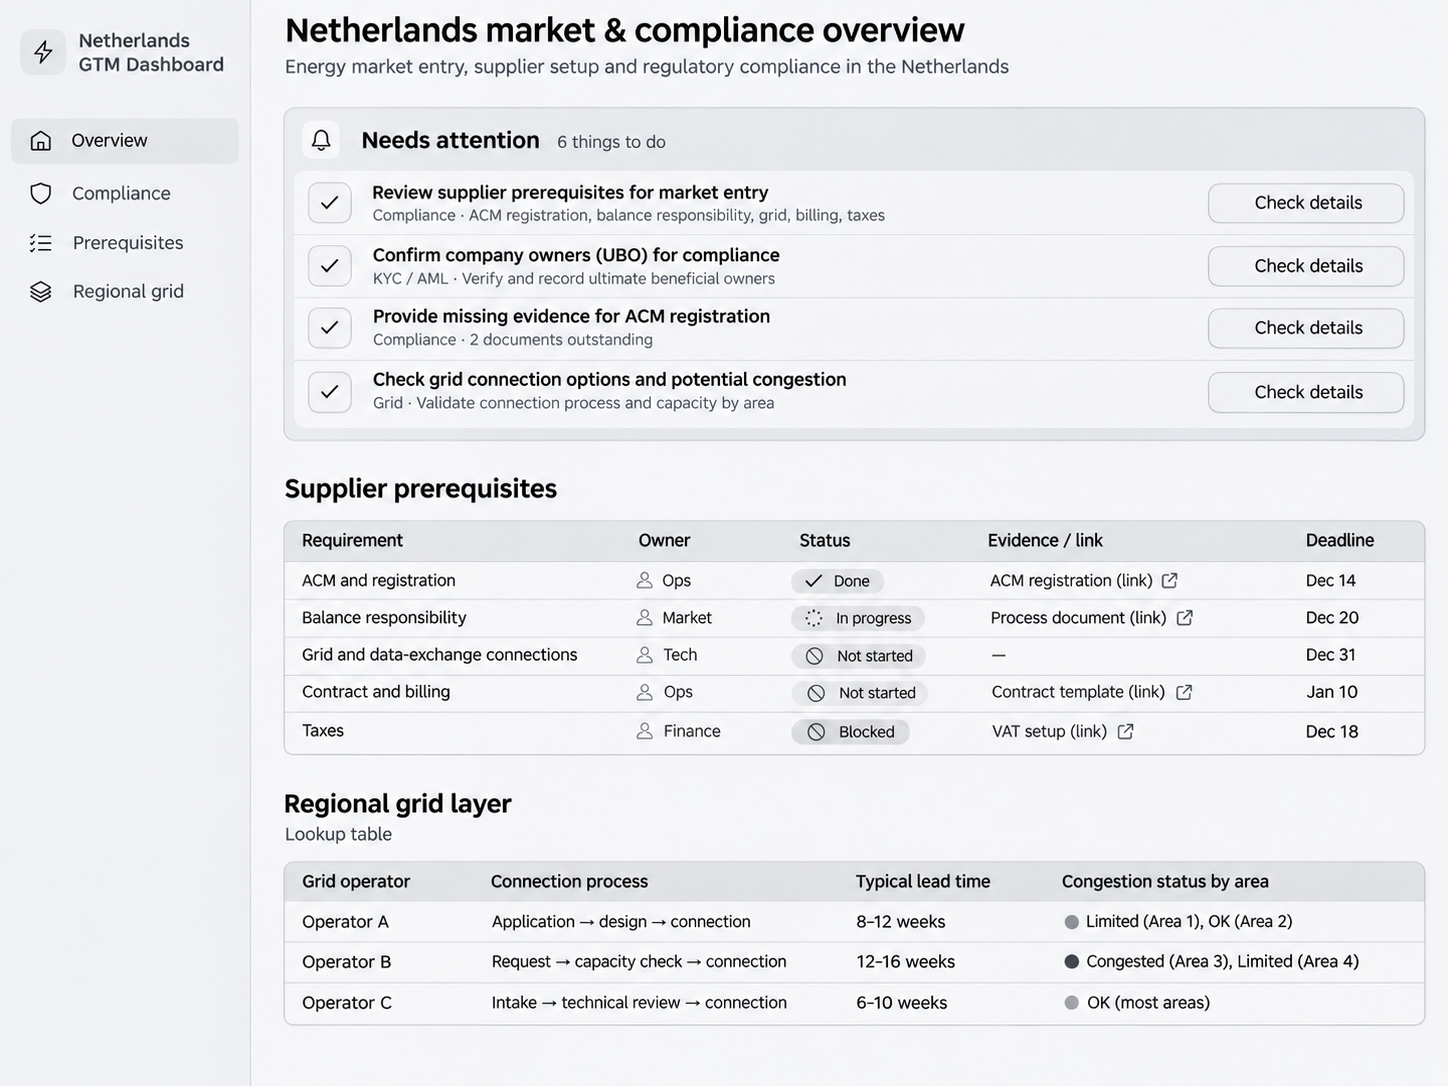 Netherlands
GTM Dashboard
Overview
Compliance
Prerequisites
Regional grid
Netherlands market & compliance overview
Energy market entry, supplier setup and regulatory compliance in the Netherlands
Needs attention 6 things to do
Review supplier prerequisites for market entry
Compliance · ACM registration, balance responsibility, grid, billing, taxes
Check details
Confirm company owners (UBO) for compliance
KYC / AML · Verify and record ultimate beneficial owners
Check details
Provide missing evidence for ACM registration
Compliance · 2 documents outstanding
Check details
Check grid connection options and potential congestion
Grid · Validate connection process and capacity by area
Check details
Supplier prerequisites
Requirement Owner Status Evidence / link Deadline
ACM and registration Ops Done ACM registration (link) Dec 14
Balance responsibility Market In progress Process document (link) Dec 20
Grid and data-exchange connections Tech Not started — Dec 31
Contract and billing Ops Not started Contract template (link) Jan 10
Taxes Finance Blocked VAT setup (link) Dec 18
Regional grid layer
Lookup table
Grid operator Connection process Typical lead time Congestion status by area
Operator A Application → design → connection 8–12 weeks Limited (Area 1), OK (Area 2)
Operator B Request → capacity check → connection 12–16 weeks Congested (Area 3), Limited (Area 4)
Operator C Intake → technical review → connection 6–10 weeks OK (most areas)